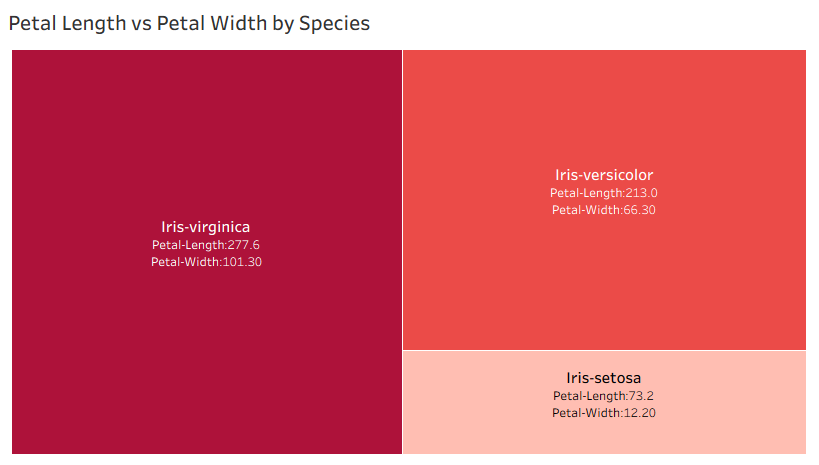 Petal Length vs Petal Width by Species
Iris-virginica
Petal-Length:277.6
Petal-Width:101.30
Iris-versicolor
Petal-Length:213.0
Petal-Width:66.30
Iris-setosa
Petal-Length:73.2
Petal-Width:12.20